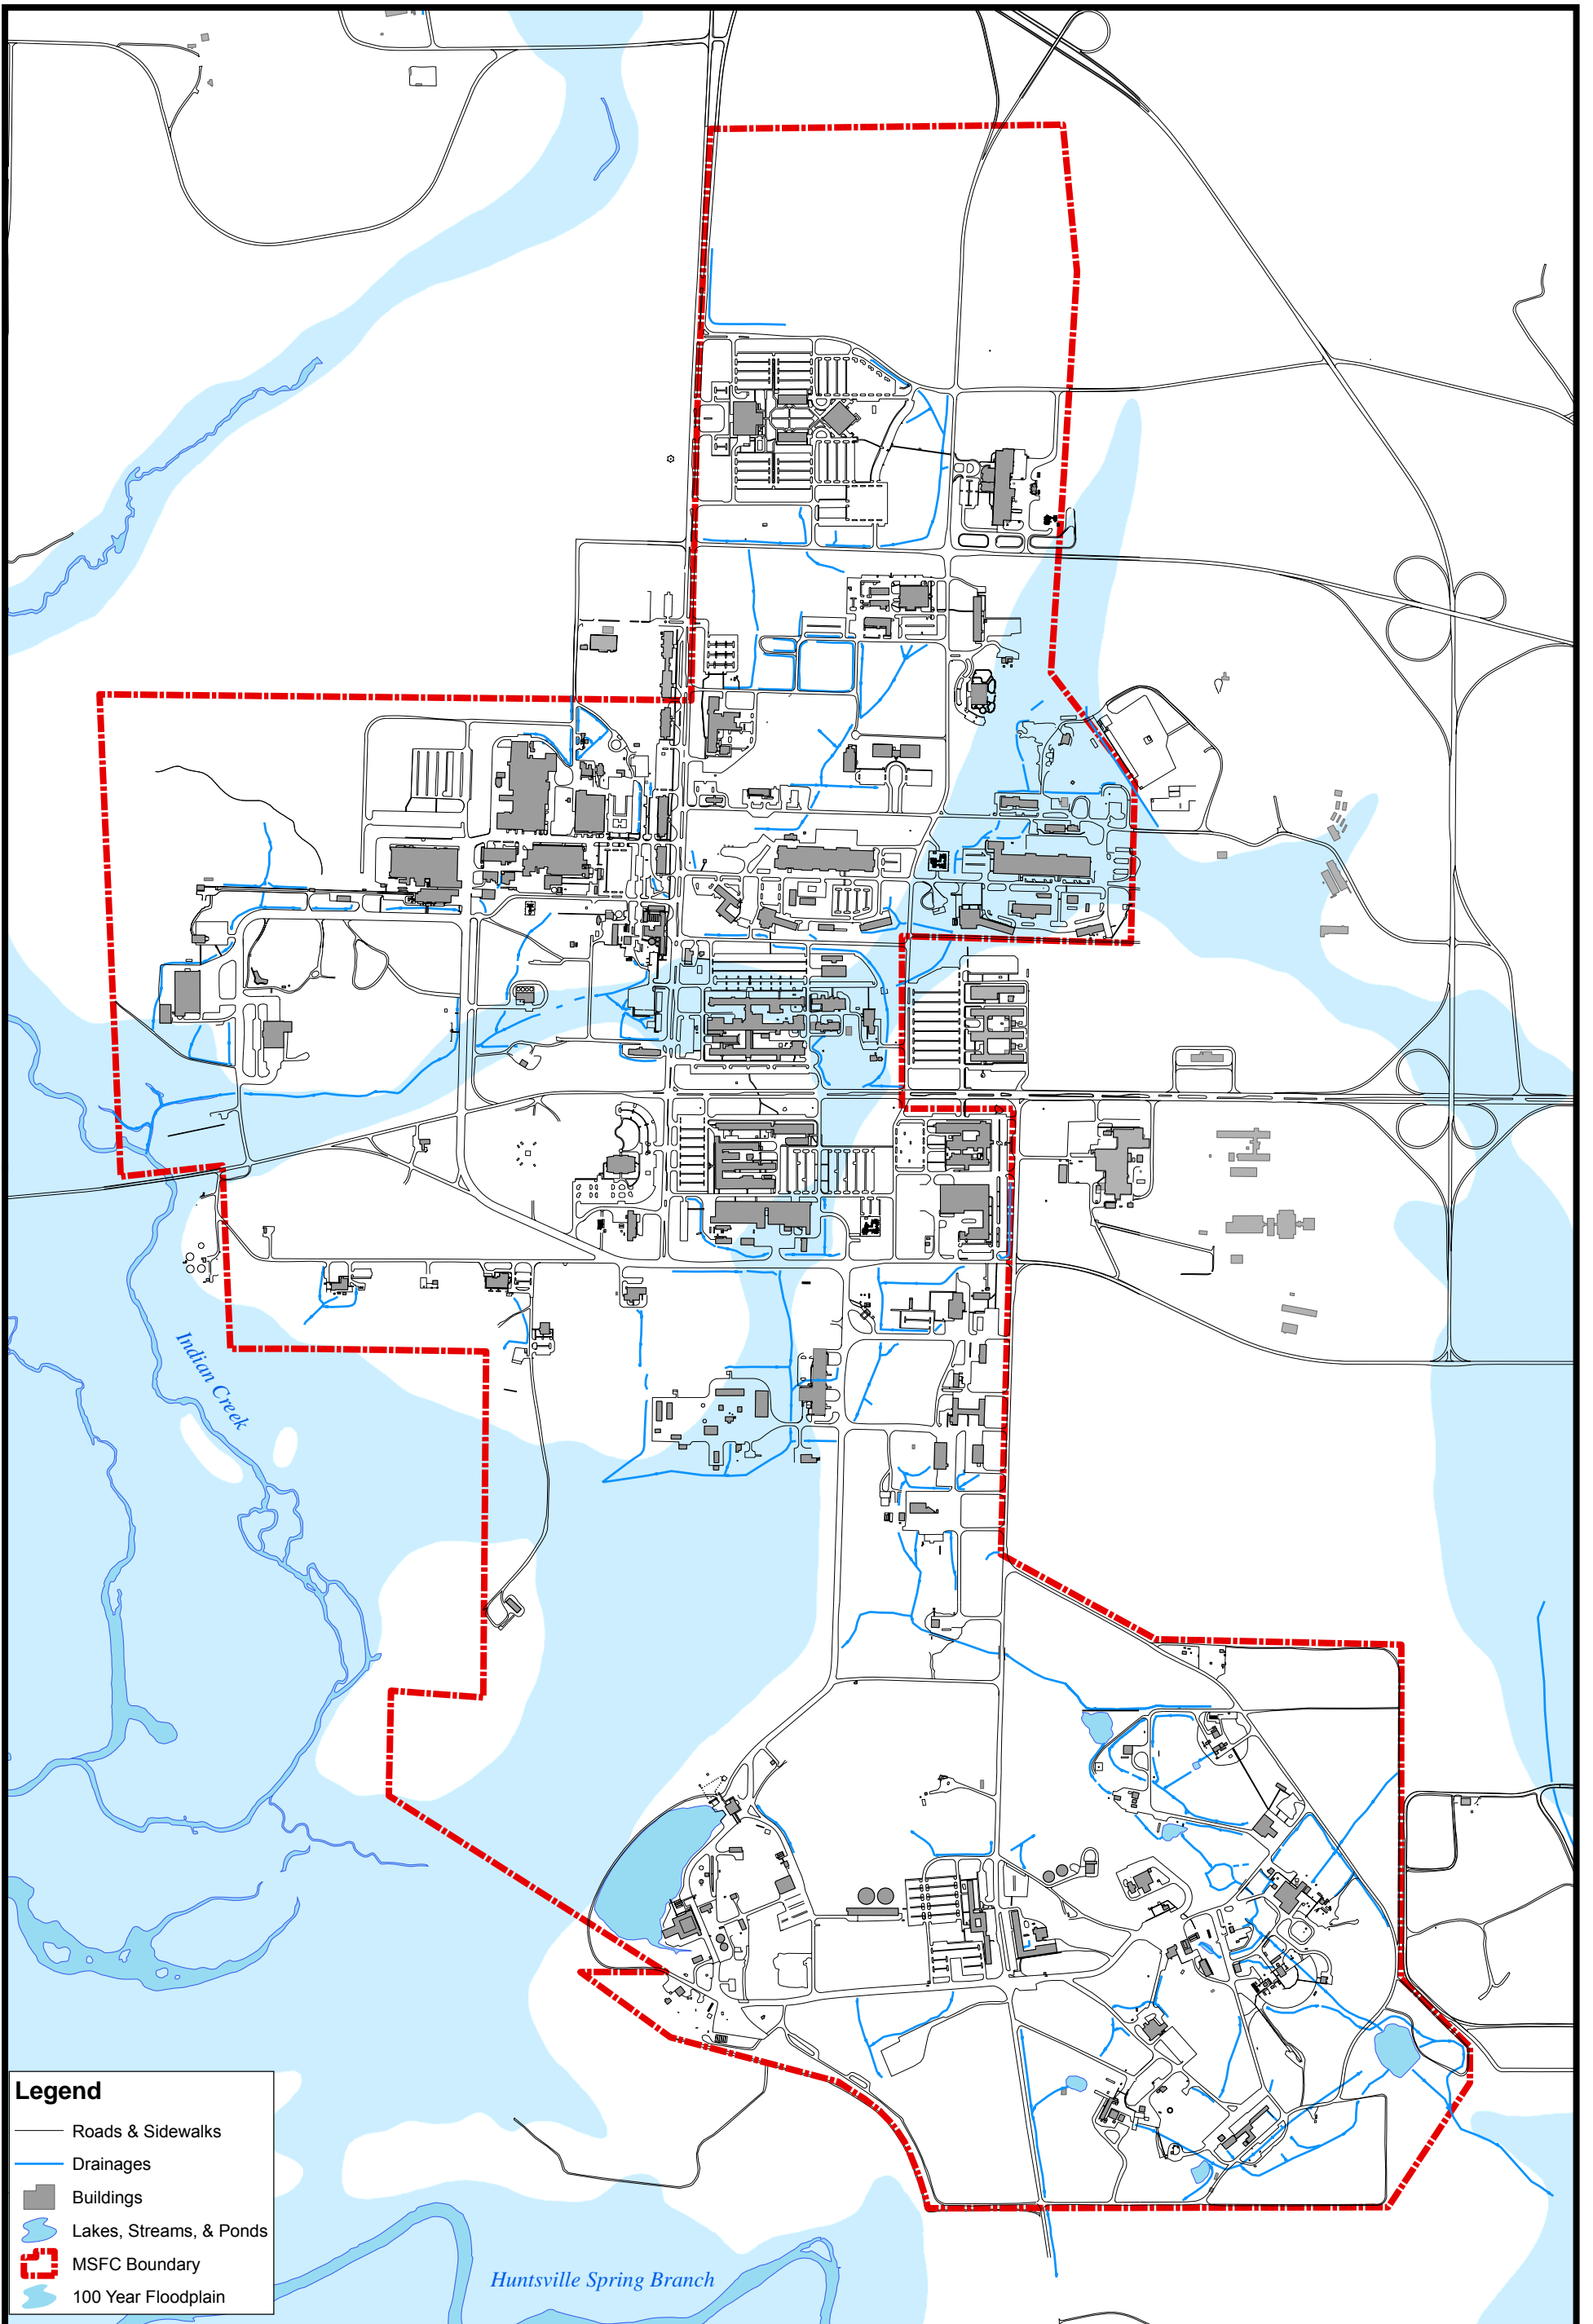 Indian Creek
Legend
Roads & Sidewalks
Drainages
Buildings
Lakes, Streams, & Ponds
MSFC Boundary
100 Year Floodplain
Huntsville Spring Branch